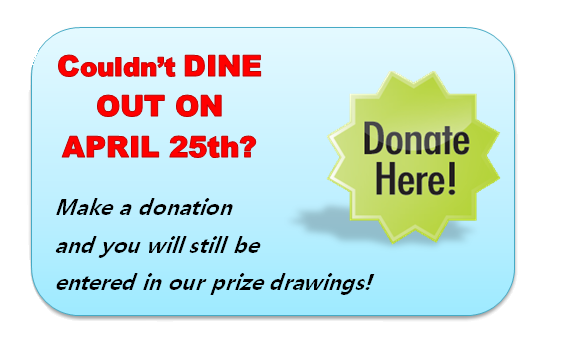 Couldn't DINE
OUT ON
APRIL 25th?
Donate
Here!
Make a donation
and you will still be
entered in our prize drawings!